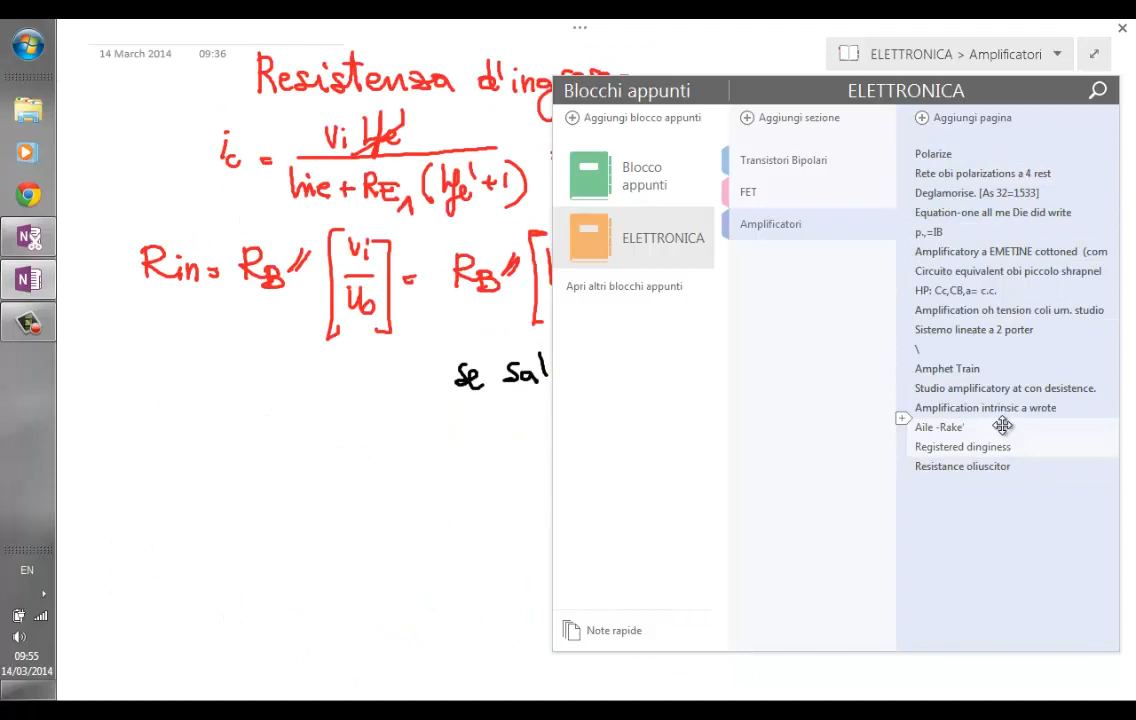 14 March 2014 09:36
ELETTRONICA > Amplificatori
Resistenza d'ingr
ic = vi hfe' / hie + RE1 (hfe'+1) =
Rin = RB // [vi / ib] = RB // [
se sal
Blocchi appunti
Aggiungi blocco appunti
Blocco
appunti
ELETTRONICA
Apri altri blocchi appunti
Note rapide
ELETTRONICA
Aggiungi sezione
Transistori Bipolari
FET
Amplificatori
Aggiungi pagina
Polarize
Rete obi polarizations a 4 rest
Deglamorise. [As 32=1533]
Equation-one all me Die did write
p.,=IB
Amplificatory a EMETINE cottoned (com
Circuito equivalent obi piccolo shrapnel
HP: Cc,CB,a= c.c.
Amplification oh tension coli um. studio
Sistemo lineate a 2 porter
\
Amphet Train
Studio amplificatory at con desistence.
Amplification intrinsic a wrote
Aile -Rake'
Registered dinginess
Resistance oliuscitor
EN
09:55
14/03/2014